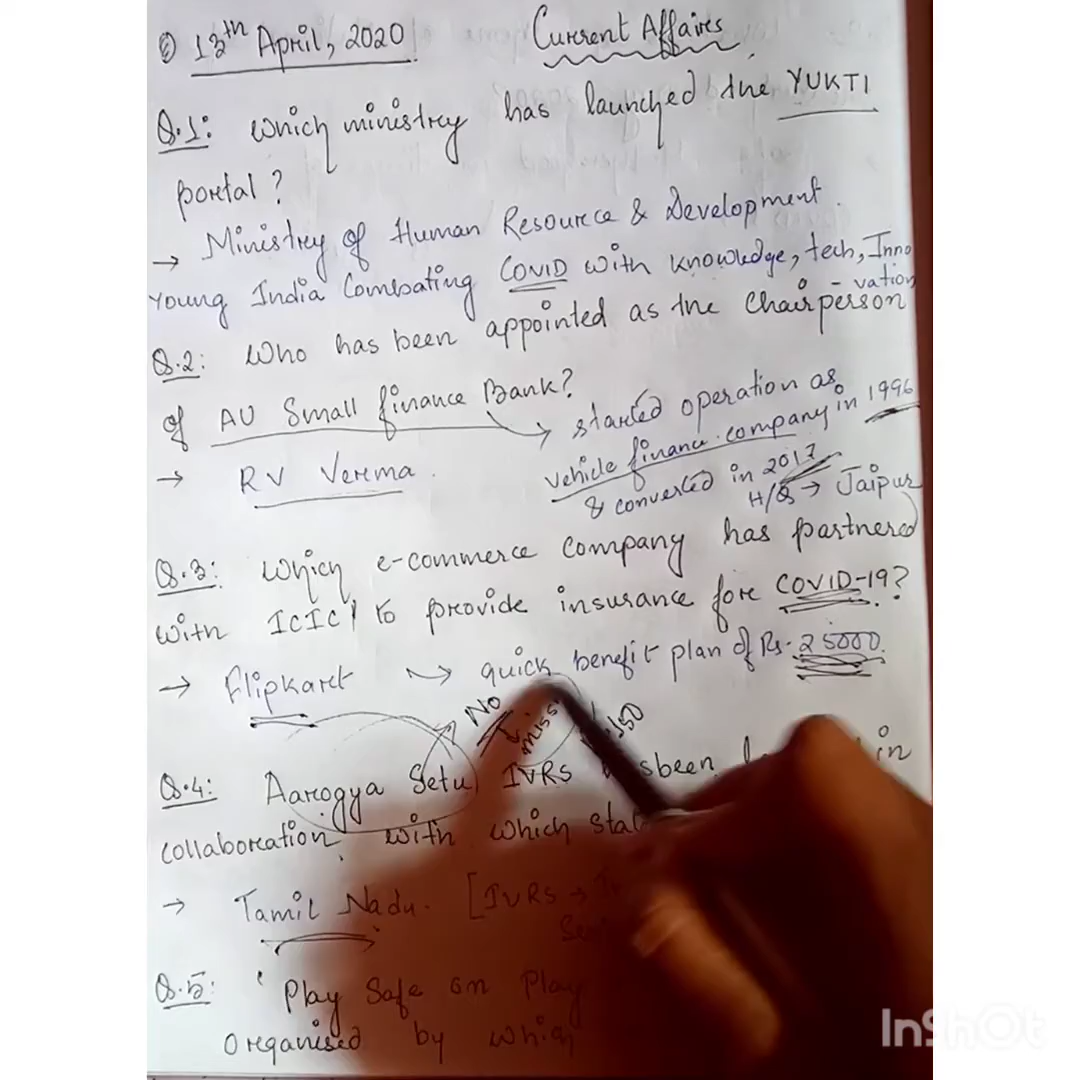 13th April, 2020 Current Affairs
Q.1: Which ministry has launched the YUKTI
portal?
→ Ministry of Human Resource & Development.
Young India Combating COVID with knowledge, tech, Inno
-vation
Q.2: Who has been appointed as the Chairperson
of AU Small finance Bank?
→ started operation as
vehicle finance company in 1996
& converted in 2017
H/Q → Jaipur
→ RV Verma.
Q.3: Which e-commerce company has partnered
with ICICI to provide insurance for COVID-19?
→ Flipkart → quick benefit plan of Rs. 25000.
No
miss
Q.4: Aarogya Setu IVRS been in
collaboration with which
→ Tamil Nadu. [IVRS →
Q.5: 'Play Safe on Play
Organised by
InShOt